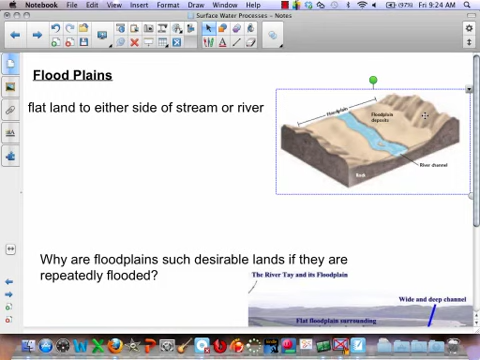 Notebook File Edit View Insert Format Draw Window Help (97%) Fri 9:24 AM
Surface Water Processes - Notes
Flood Plains
flat land to either side of stream or river
Floodplain
Floodplain
deposits
River channel
Rock
Why are floodplains such desirable lands if they are
repeatedly flooded?
The River Tay and its Floodplain
Wide and deep channel
Flat floodplain surrounding